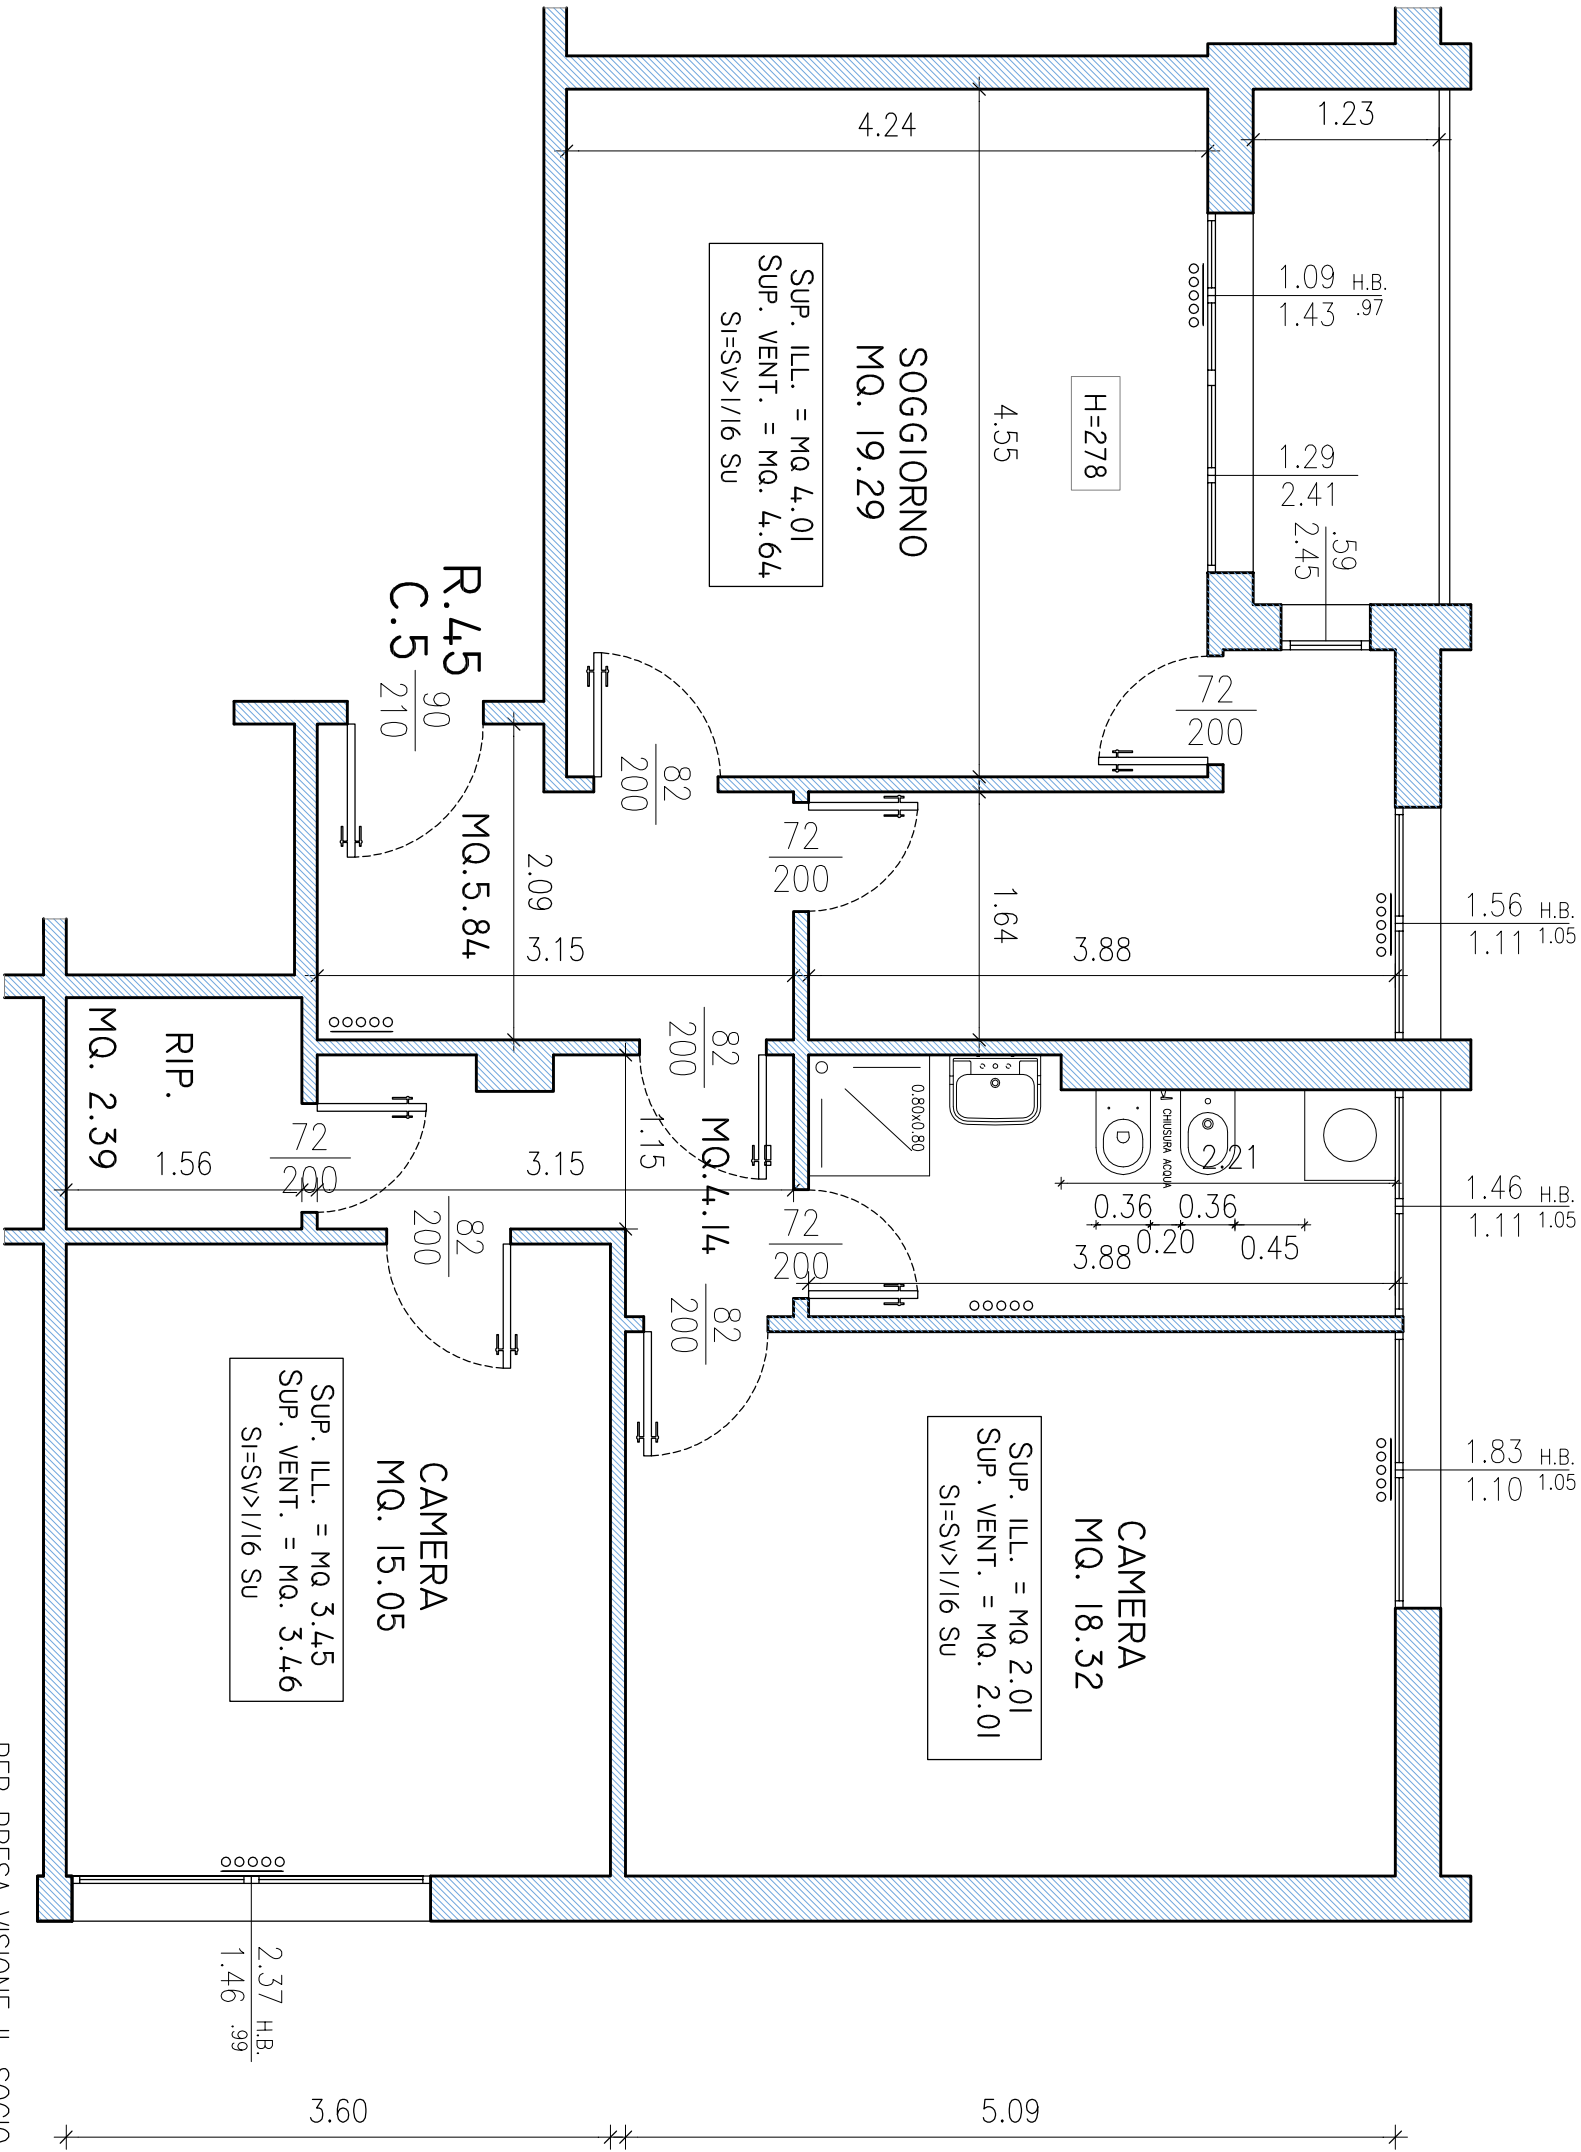 4.24
1.23
1.09 H.B.
1.43 .97
1.29
2.41
.59
2.45
H=278
4.55
SOGGIORNO
MQ. 19.29
SUP. ILL. = MQ 4.01
SUP. VENT. = MQ. 4.64
SI=SV>1/16 SU
R.45
C.5
90
210
82
200
72
200
72
200
MQ.5.84
2.09
3.15
1.64
3.88
1.56 H.B.
1.11 1.05
RIP.
MQ. 2.39
1.56
72
200
3.15
82
200
1.15
MQ.4.14
82
200
72
200
82
200
0.80x0.80
CHIUSURA ACQUA
2.21
0.36
0.36
0.20
0.45
3.88
1.46 H.B.
1.11 1.05
CAMERA
MQ. 15.05
SUP. ILL. = MQ 3.45
SUP. VENT. = MQ. 3.46
SI=SV>1/16 SU
CAMERA
MQ. 18.32
SUP. ILL. = MQ 2.01
SUP. VENT. = MQ. 2.01
SI=SV>1/16 SU
1.83 H.B.
1.10 1.05
2.37 H.B.
1.46 .99
3.60
5.09
PER PRESA VISIONE IL SOCIO